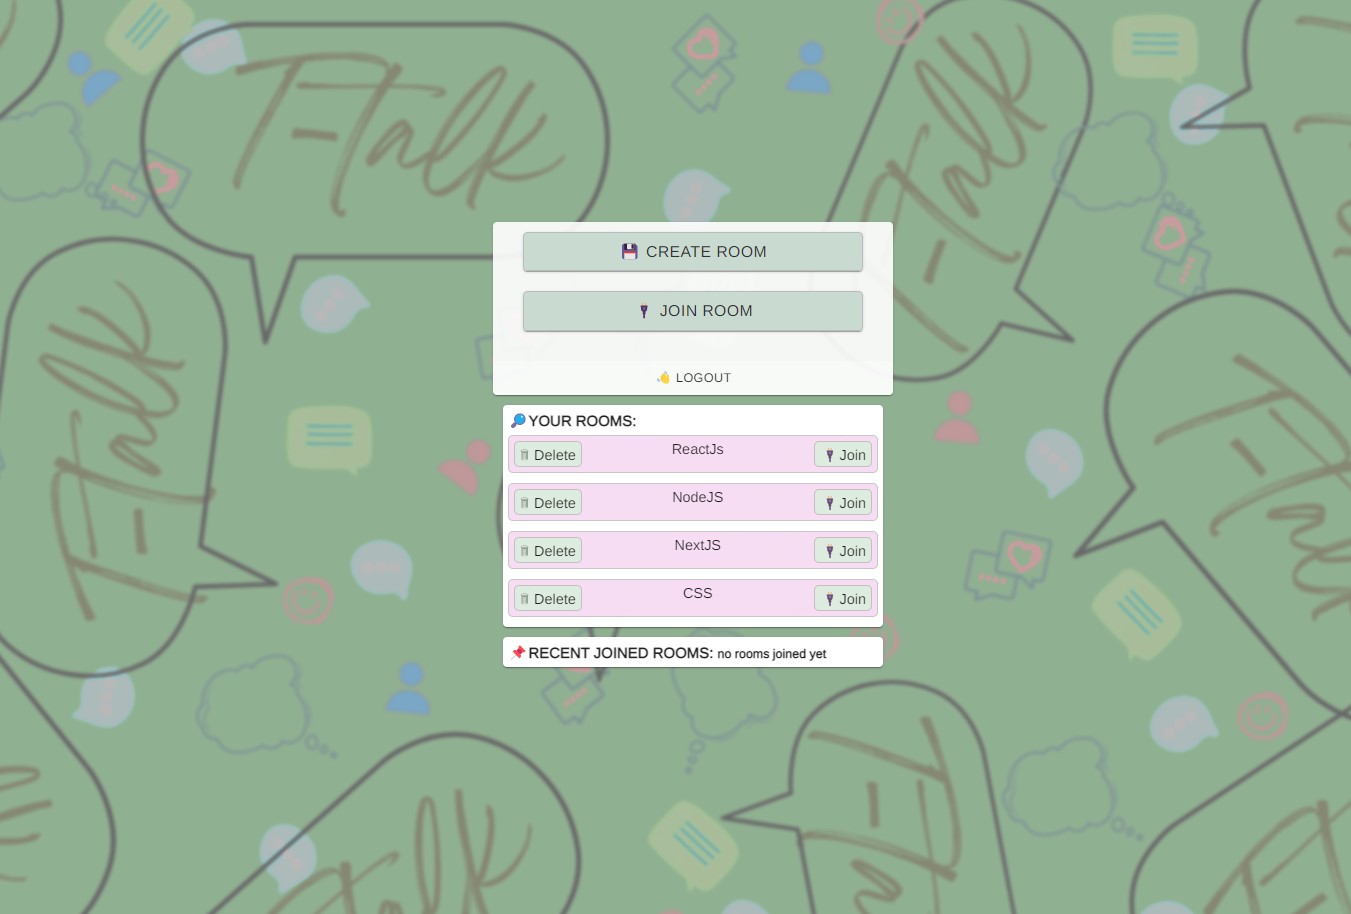 T-Talk
T-Talk
💾 CREATE ROOM
JOIN ROOM
👋 LOGOUT
🔎 YOUR ROOMS:
🗑 Delete ReactJs Join
🗑 Delete NodeJS Join
🗑 Delete NextJS Join
🗑 Delete CSS Join
📌 RECENT JOINED ROOMS: no rooms joined yet
T-Talk
T-Talk